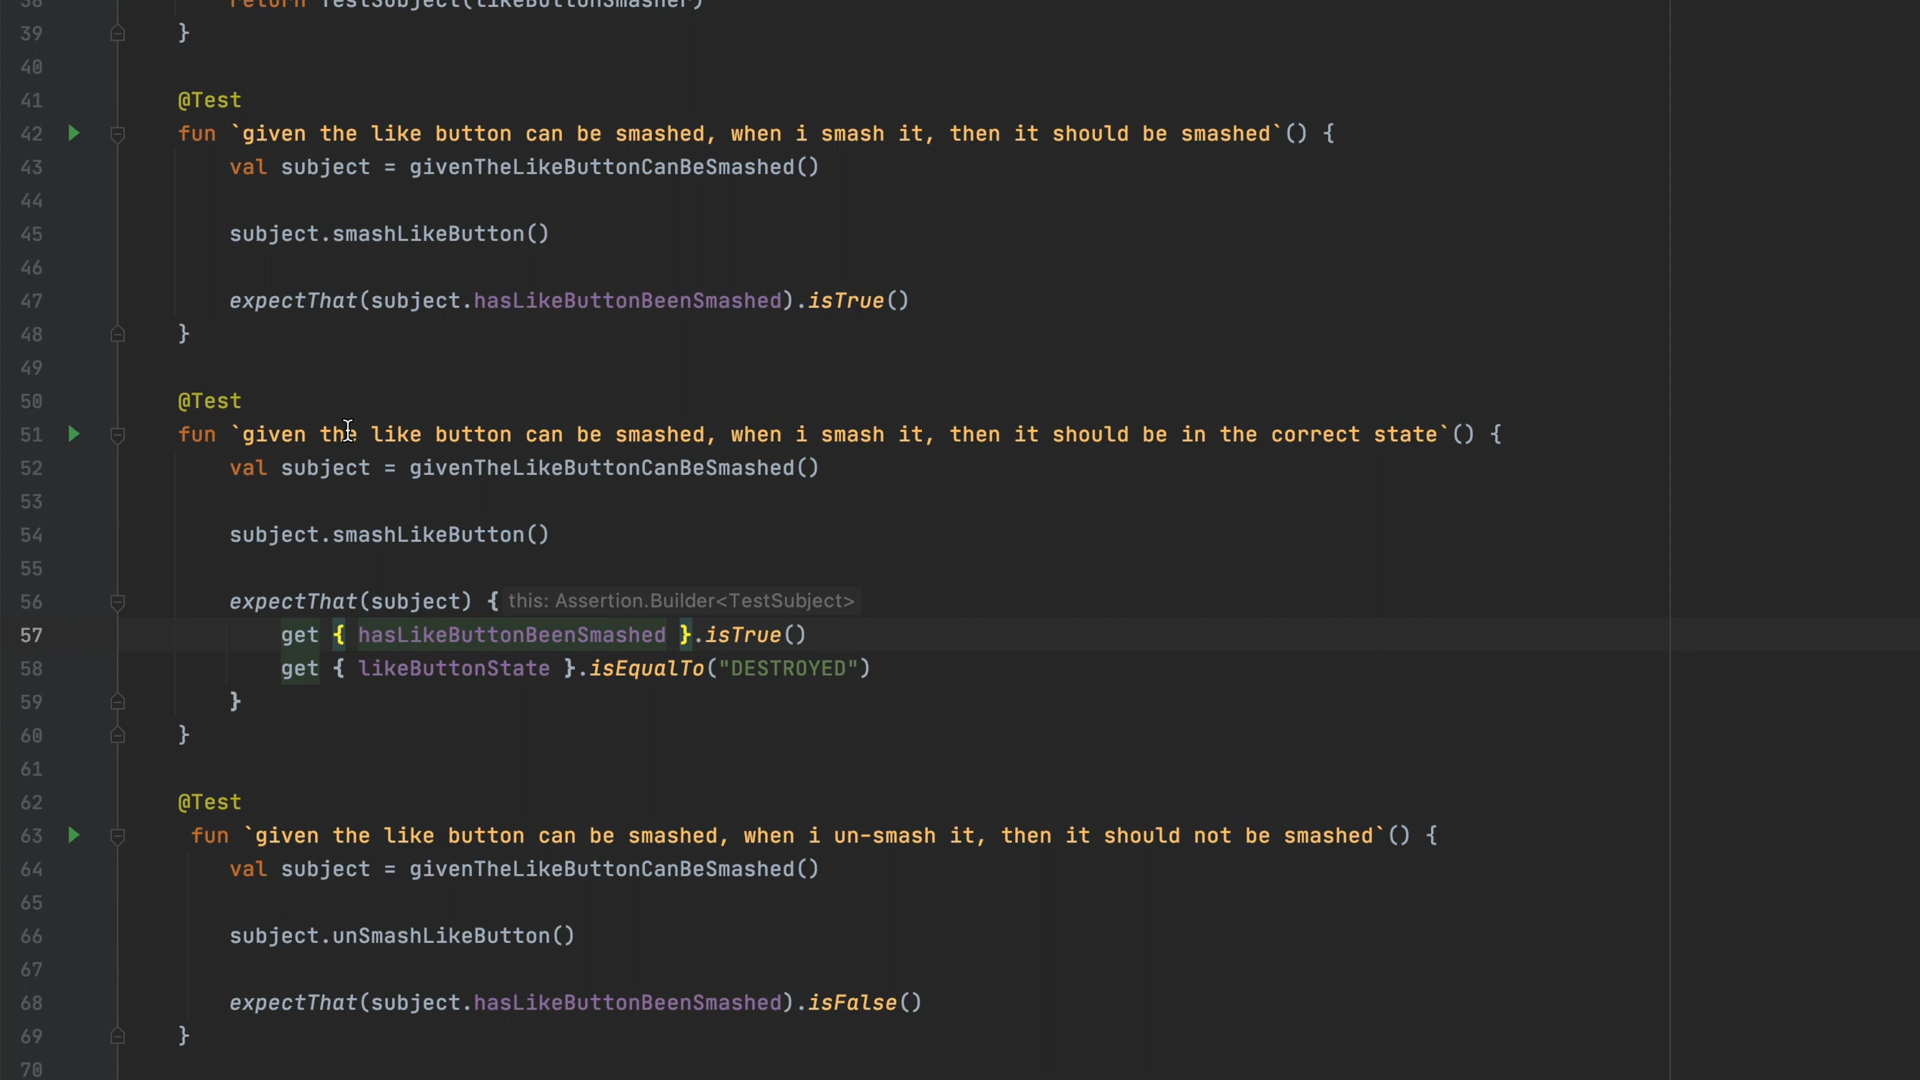 38 return TestSubject(likeButtonSmasher)
39 }
40
41 @Test
42 fun `given the like button can be smashed, when i smash it, then it should be smashed`() {
43 val subject = givenTheLikeButtonCanBeSmashed()
44
45 subject.smashLikeButton()
46
47 expectThat(subject.hasLikeButtonBeenSmashed).isTrue()
48 }
49
50 @Test
51 fun `given the like button can be smashed, when i smash it, then it should be in the correct state`() {
52 val subject = givenTheLikeButtonCanBeSmashed()
53
54 subject.smashLikeButton()
55
56 expectThat(subject) { this: Assertion.Builder<TestSubject>
57 get { hasLikeButtonBeenSmashed }.isTrue()
58 get { likeButtonState }.isEqualTo("DESTROYED")
59 }
60 }
61
62 @Test
63 fun `given the like button can be smashed, when i un-smash it, then it should not be smashed`() {
64 val subject = givenTheLikeButtonCanBeSmashed()
65
66 subject.unSmashLikeButton()
67
68 expectThat(subject.hasLikeButtonBeenSmashed).isFalse()
69 }
70